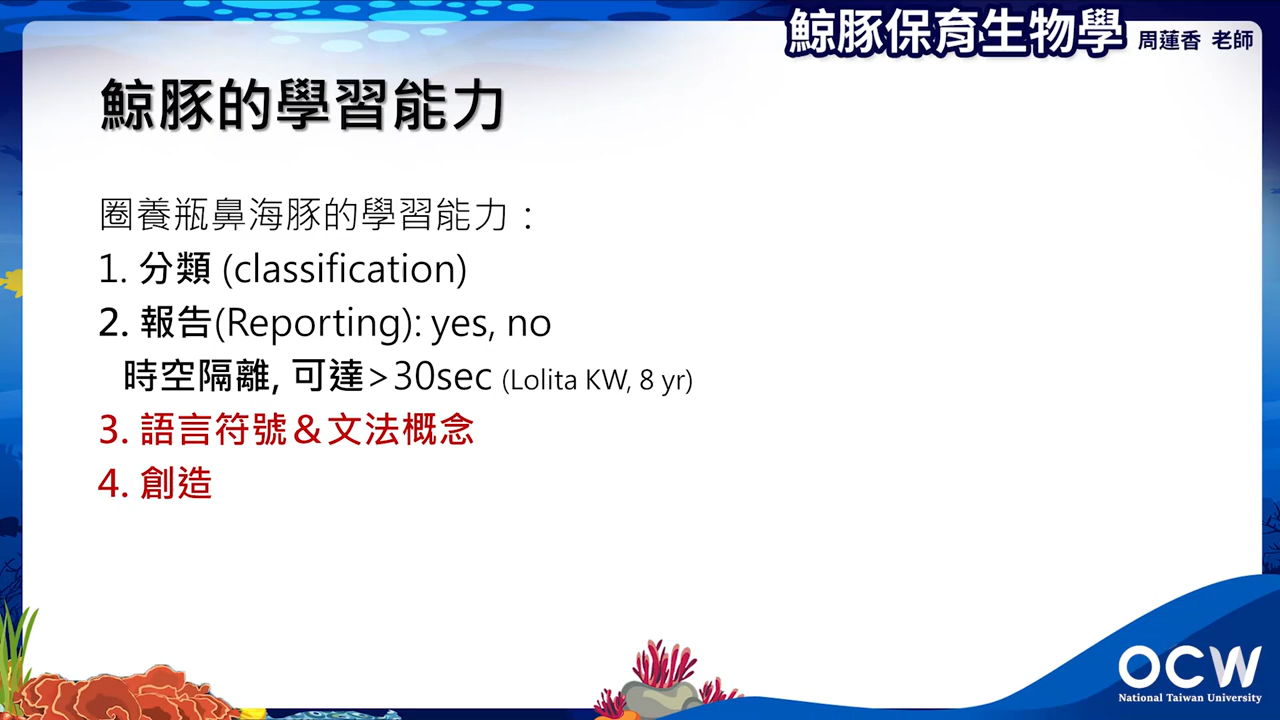 鯨豚保育生物學 周蓮香 老師
鯨豚的學習能力
圈養瓶鼻海豚的學習能力：
1. 分類 (classification)
2. 報告(Reporting): yes, no
時空隔離, 可達>30sec (Lolita KW, 8 yr)
3. 語言符號＆文法概念
4. 創造
OCW
National Taiwan University